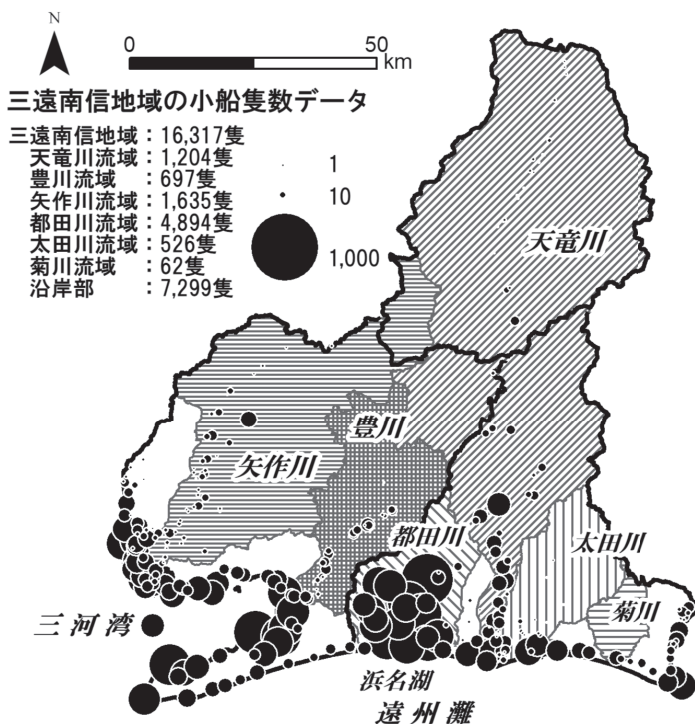 N
0 50
km
三遠南信地域の小船隻数データ
三遠南信地域：16,317隻
天竜川流域：1,204隻
豊川流域：697隻
矢作川流域：1,635隻
都田川流域：4,894隻
太田川流域：526隻
菊川流域：62隻
沿岸部：7,299隻
1
10
1,000
天竜川
豊川
矢作川
都田川
太田川
菊川
三河湾
浜名湖
遠州灘